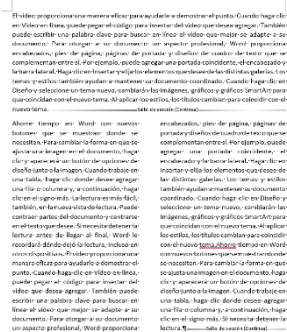 El·vídeo·proporciona·una·manera·eficaz·para·ayudarle·a·demostrar·el·punto.·Cuando·haga·clic·
en·Vídeo·en·línea,·puede·pegar·el·código·para·insertar·del·vídeo·que·desea·agregar.·También·
puede·escribir·una·palabra·clave·para·buscar·en·línea·el·vídeo·que·mejor·se·adapte·a·su·
documento.·Para·otorgar·a·su·documento·un·aspecto·profesional,·Word·proporciona·
encabezados,·pies·de·página,·páginas·de·portada·y·diseños·de·cuadro·de·texto·que·se·
complementan·entre·sí.·Por·ejemplo,·puede·agregar·una·portada·coincidente,·el·encabezado·y·
la·barra·lateral.·Haga·clic·en·Insertar·y·elija·los·elementos·que·desee·de·las·distintas·galerías.·Los·
temas·y·estilos·también·ayudan·a·mantener·su·documento·coordinado.·Cuando·haga·clic·en·
Diseño·y·seleccione·un·tema·nuevo,·cambiarán·las·imágenes,·gráficos·y·gráficos·SmartArt·para·
que·coincidan·con·el·nuevo·tema.·Al·aplicar·los·estilos,·los·títulos·cambian·para·coincidir·con·el·
nuevo·tema. Salto de sección (Continua)
Ahorre·tiempo·en·Word·con·nuevos·
botones·que·se·muestran·donde·se·
necesiten.·Para·cambiar·la·forma·en·que·se·
ajusta·una·imagen·en·el·documento,·haga·
clic·y·aparecerá·un·botón·de·opciones·de·
diseño·junto·a·la·imagen.·Cuando·trabaje·en·
una·tabla,·haga·clic·donde·desee·agregar·
una·fila·o·columna·y,·a·continuación,·haga·
clic·en·el·signo·más.·La·lectura·es·más·fácil,·
también,·en·la·nueva·vista·de·lectura.·Puede·
contraer·partes·del·documento·y·centrarse·
en·el·texto·que·desee.·Si·necesita·detener·la·
lectura·antes·de·llegar·al·final,·Word·le·
recordará·dónde·dejó·la·lectura,·incluso·en·
otros·dispositivos.·El·vídeo·proporciona·una·
manera·eficaz·para·ayudarle·a·demostrar·el·
punto.·Cuando·haga·clic·en·Vídeo·en·línea,·
puede·pegar·el·código·para·insertar·del·
vídeo·que·desea·agregar.·También·puede·
escribir·una·palabra·clave·para·buscar·en·
línea·el·vídeo·que·mejor·se·adapte·a·su·
documento.·Para·otorgar·a·su·documento·
un·aspecto·profesional,·Word·proporciona·
encabezados,·pies·de·página,·páginas·de·
portada·y·diseños·de·cuadro·de·texto·que·se·
complementan·entre·sí.·Por·ejemplo,·puede·
agregar·una·portada·coincidente,·el·
encabezado·y·la·barra·lateral.·Haga·clic·en·
Insertar·y·elija·los·elementos·que·desee·de·
las·distintas·galerías.·Los·temas·y·estilos·
también·ayudan·a·mantener·su·documento·
coordinado.·Cuando·haga·clic·en·Diseño·y·
seleccione·un·tema·nuevo,·cambiarán·las·
imágenes,·gráficos·y·gráficos·SmartArt·para·
que·coincidan·con·el·nuevo·tema.·Al·aplicar·
los·estilos,·los·títulos·cambian·para·coincidir·
con·el·nuevo·tema.Ahorre·tiempo·en·Word·
con·nuevos·botones·que·se·muestran·donde·
se·necesiten.·Para·cambiar·la·forma·en·que·
se·ajusta·una·imagen·en·el·documento,·haga·
clic·y·aparecerá·un·botón·de·opciones·de·
diseño·junto·a·la·imagen.·Cuando·trabaje·en·
una·tabla,·haga·clic·donde·desee·agregar·
una·fila·o·columna·y,·a·continuación,·haga·
clic·en·el·signo·más.·Si·necesita·detener·la·
lectura.¶ Salto de sección (Continua)